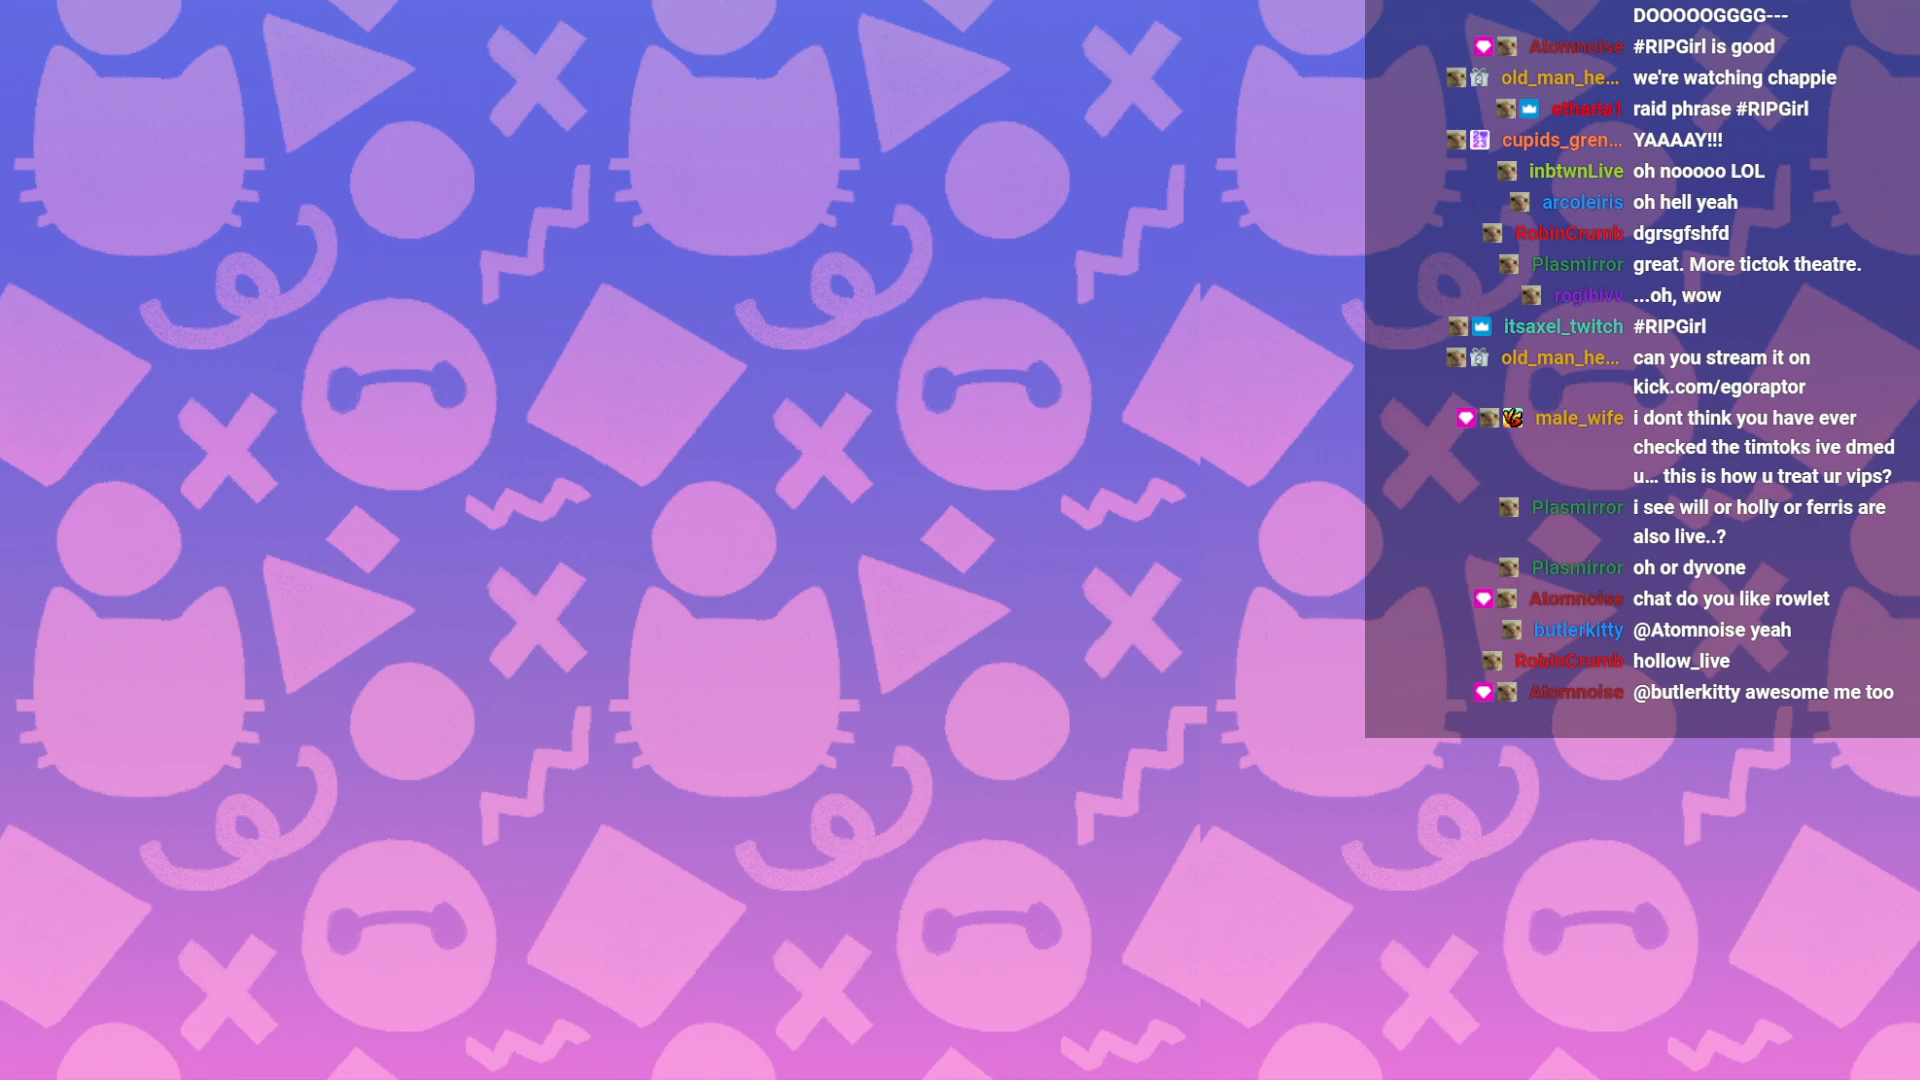 DOOOOOGGGG---
Atomnoise #RIPGirl is good
old_man_he... we're watching chappie
etharia1 raid phrase #RIPGirl
cupids_gren... YAAAAY!!!
inbtwnLive oh nooooo LOL
arcoleiris oh hell yeah
RobinCrumb dgrsgfshfd
Plasmirror great. More tictok theatre.
rogibivv ...oh, wow
itsaxel_twitch #RIPGirl
old_man_he... can you stream it on
kick.com/egoraptor
male_wife i dont think you have ever
checked the timtoks ive dmed
u... this is how u treat ur vips?
Plasmirror i see will or holly or ferris are
also live..?
Plasmirror oh or dyvone
Atomnoise chat do you like rowlet
butlerkitty @Atomnoise yeah
RobinCrumb hollow_live
Atomnoise @butlerkitty awesome me too